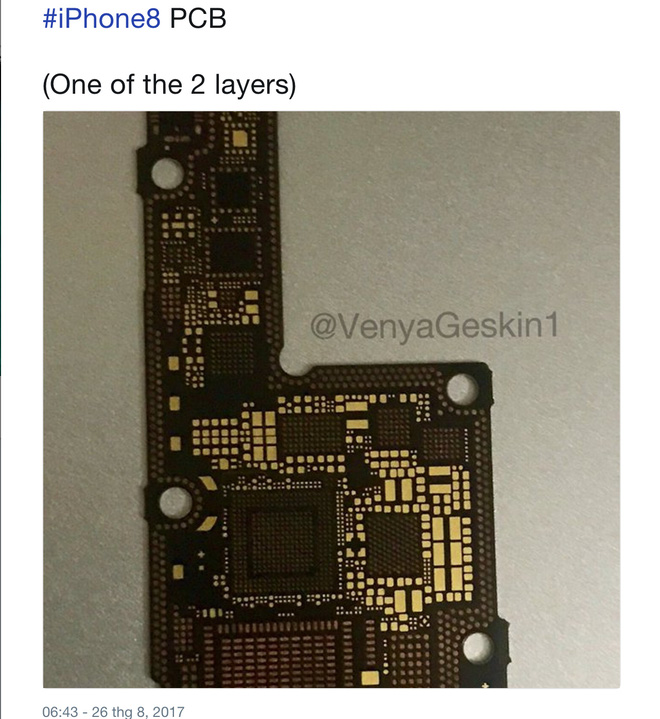 #iPhone8 PCB
(One of the 2 layers)
@VenyaGeskin1
06:43 - 26 thg 8, 2017